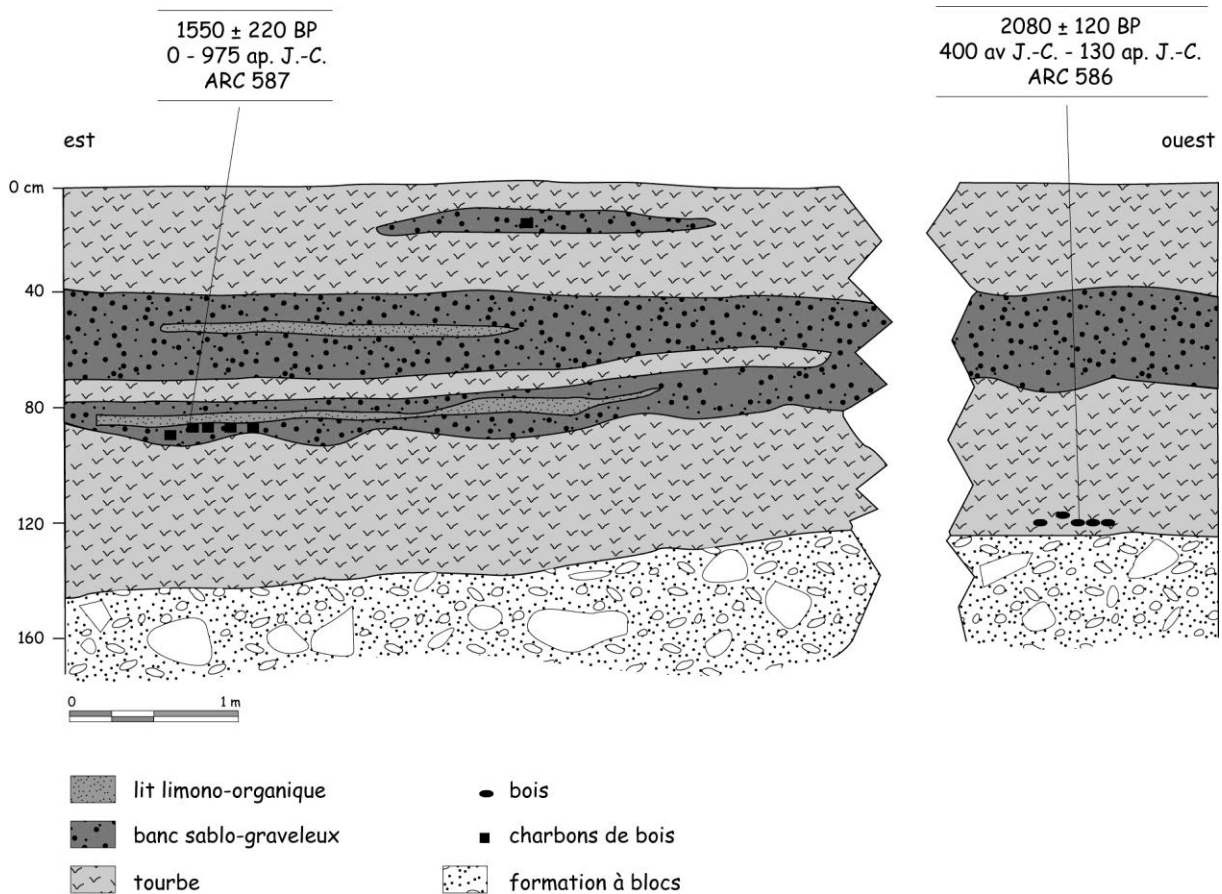 1550 ± 220 BP
0 - 975 ap. J.-C.
ARC 587
2080 ± 120 BP
400 av J.-C. - 130 ap. J.-C.
ARC 586
est
ouest
0 cm
40
80
120
160
0 1 m
lit limono-organique
bois
banc sablo-graveleux
charbons de bois
tourbe
formation à blocs